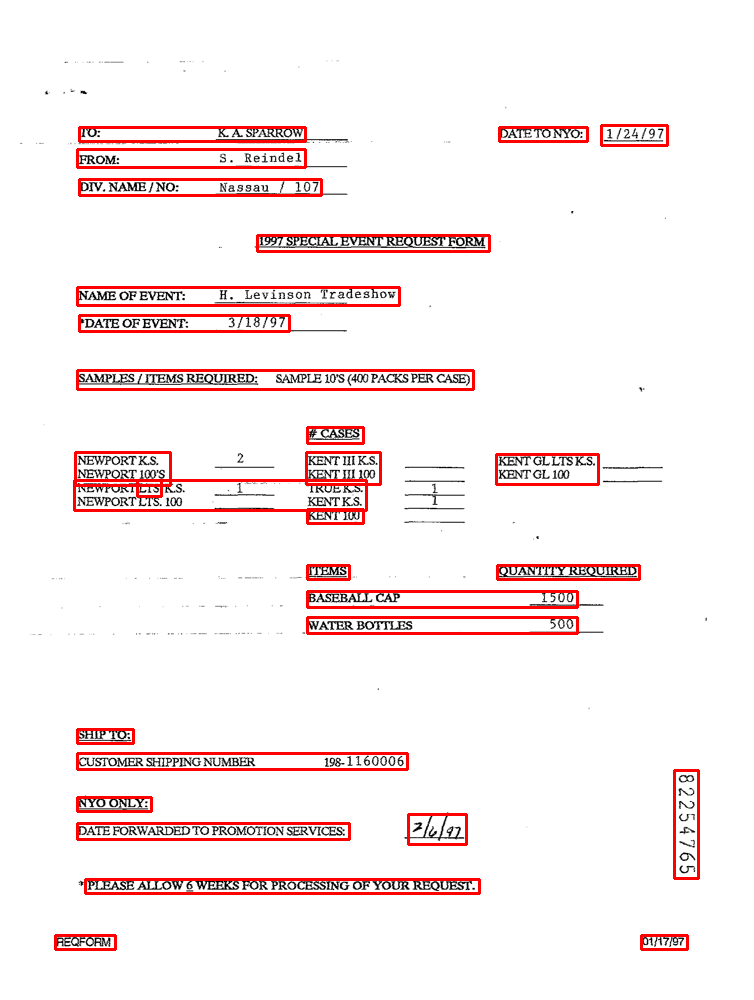 TO: K. A. SPARROW DATE TO NYO: 1/24/97
FROM: S. Reindel
DIV. NAME / NO: Nassau / 107
1997 SPECIAL EVENT REQUEST FORM
NAME OF EVENT: H. Levinson Tradeshow
*DATE OF EVENT: 3/18/97
SAMPLES / ITEMS REQUIRED: SAMPLE 10'S (400 PACKS PER CASE)
# CASES
NEWPORT K.S. 2 KENT III K.S. KENT GL LTS K.S.
NEWPORT 100'S KENT III 100 KENT GL 100
NEWPORT LTS K.S. 1 TRUE K.S. 1
NEWPORT LTS. 100 KENT K.S. 1
KENT 100
ITEMS QUANTITY REQUIRED
BASEBALL CAP 1500
WATER BOTTLES 500
SHIP TO:
CUSTOMER SHIPPING NUMBER 198-1160006
82254765
NYO ONLY:
DATE FORWARDED TO PROMOTION SERVICES: 2/6/97
*PLEASE ALLOW 6 WEEKS FOR PROCESSING OF YOUR REQUEST.
REQFORM 01/17/97